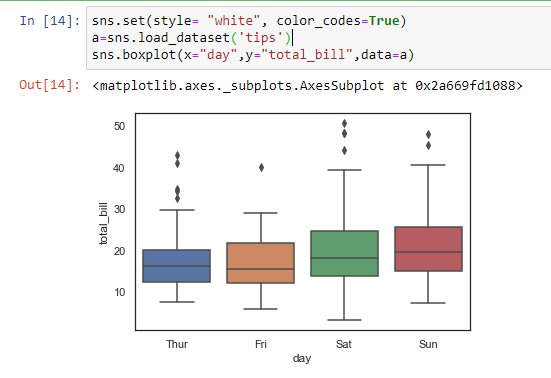 In [14]: sns.set(style= "white", color_codes=True)
a=sns.load_dataset('tips')
sns.boxplot(x="day",y="total_bill",data=a)
Out[14]: <matplotlib.axes._subplots.AxesSubplot at 0x2a669fd1088>
50
40
30
20
10
total_bill
Thur Fri Sat Sun
day